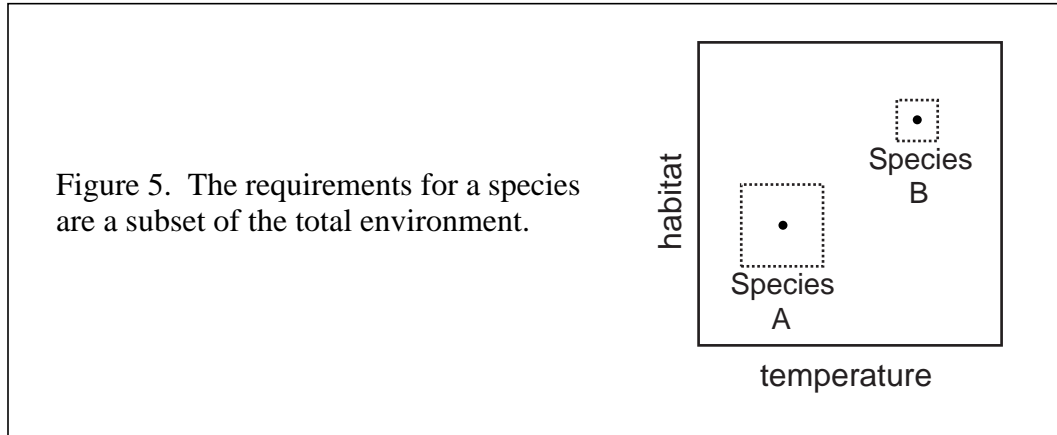 Figure 5. The requirements for a species
are a subset of the total environment.
habitat
Species
B
Species
A
temperature